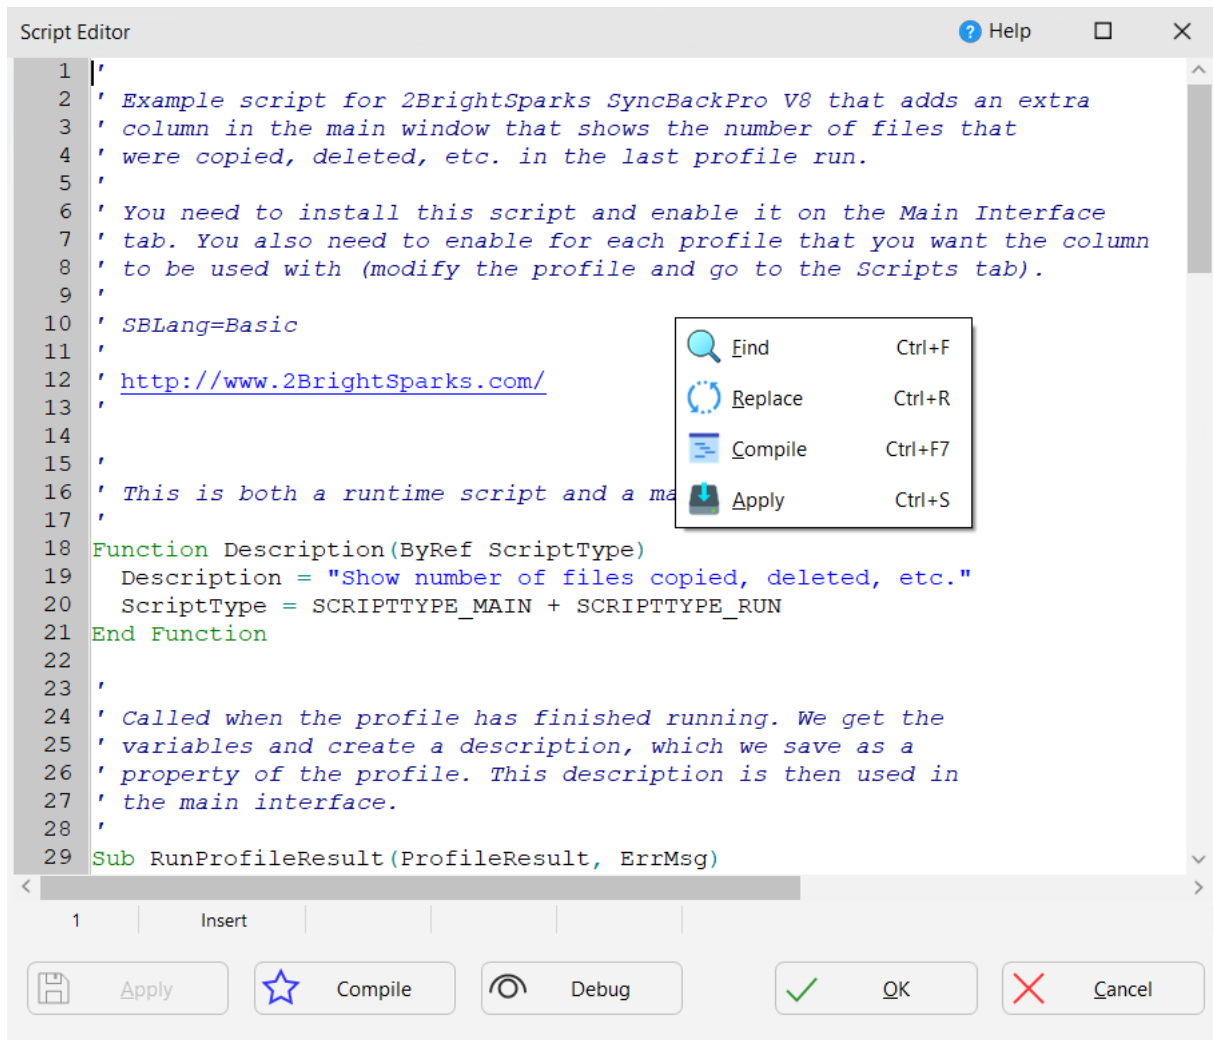 Script Editor
? Help
1 '
2 ' Example script for 2BrightSparks SyncBackPro V8 that adds an extra
3 ' column in the main window that shows the number of files that
4 ' were copied, deleted, etc. in the last profile run.
5 '
6 ' You need to install this script and enable it on the Main Interface
7 ' tab. You also need to enable for each profile that you want the column
8 ' to be used with (modify the profile and go to the Scripts tab).
9 '
10 ' SBLang=Basic
11 '
12 ' http://www.2BrightSparks.com/
13 '
14
15 '
16 ' This is both a runtime script and a ma
17 '
18 Function Description(ByRef ScriptType)
19 Description = "Show number of files copied, deleted, etc."
20 ScriptType = SCRIPTTYPE_MAIN + SCRIPTTYPE_RUN
21 End Function
22
23 '
24 ' Called when the profile has finished running. We get the
25 ' variables and create a description, which we save as a
26 ' property of the profile. This description is then used in
27 ' the main interface.
28 '
29 Sub RunProfileResult(ProfileResult, ErrMsg)
Find Ctrl+F
Replace Ctrl+R
Compile Ctrl+F7
Apply Ctrl+S
1 Insert
Apply Compile Debug OK Cancel